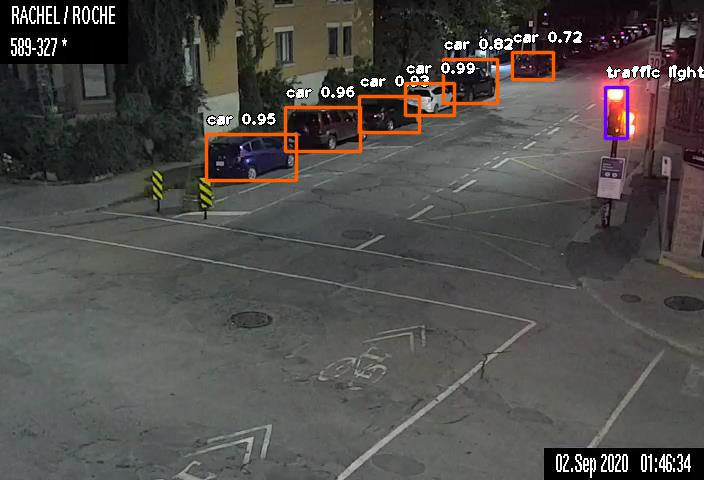 RACHEL / ROCHE
589-327 *
car 0.72
car 0.82
car 0.99
car 0.93
car 0.96
car 0.95
traffic light
02.Sep 2020 01:46:34